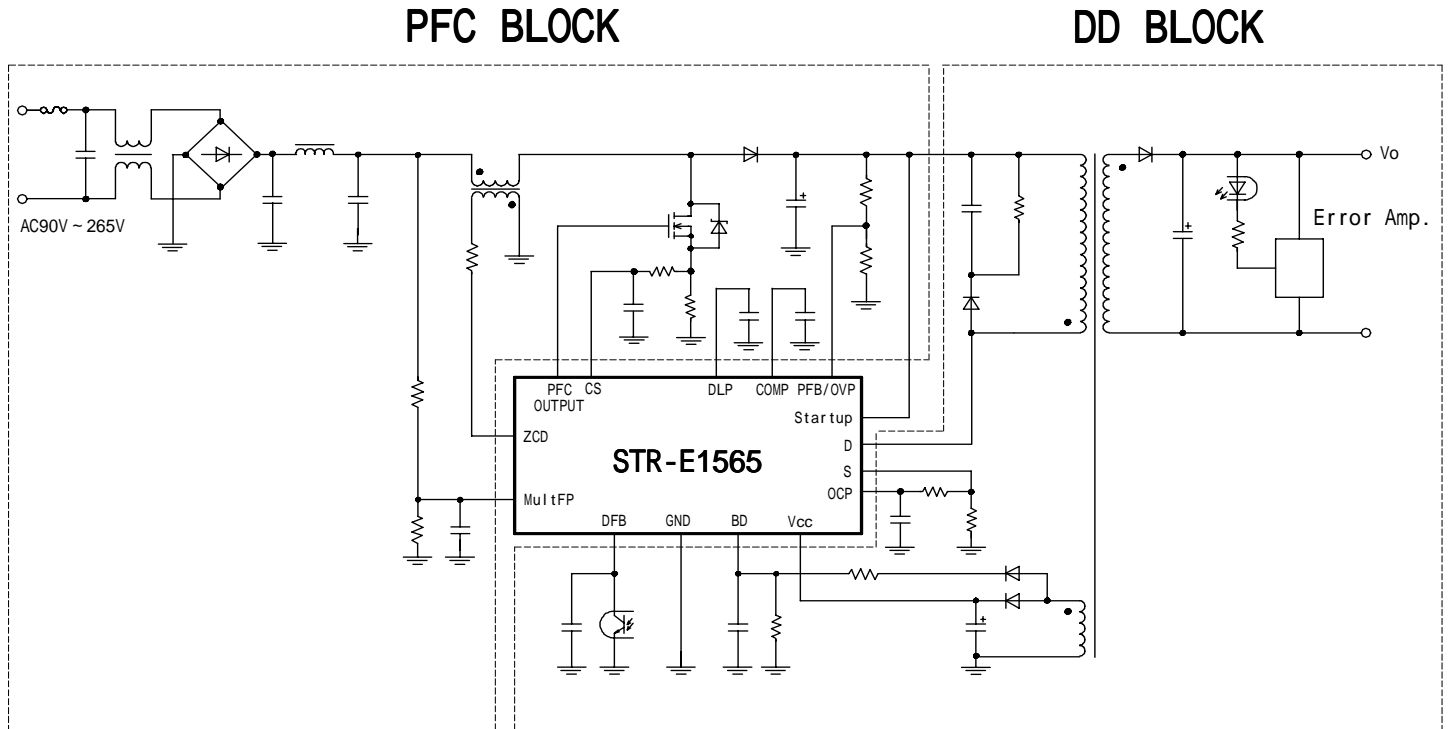 PFC BLOCK
DD BLOCK
AC90V ~ 265V
Vo
Error Amp.
PFC
OUTPUT
CS
DLP
COMP
PFB/OVP
Startup
ZCD
D
STR-E1565
S
OCP
MultFP
DFB
GND
BD
Vcc
+
+
+